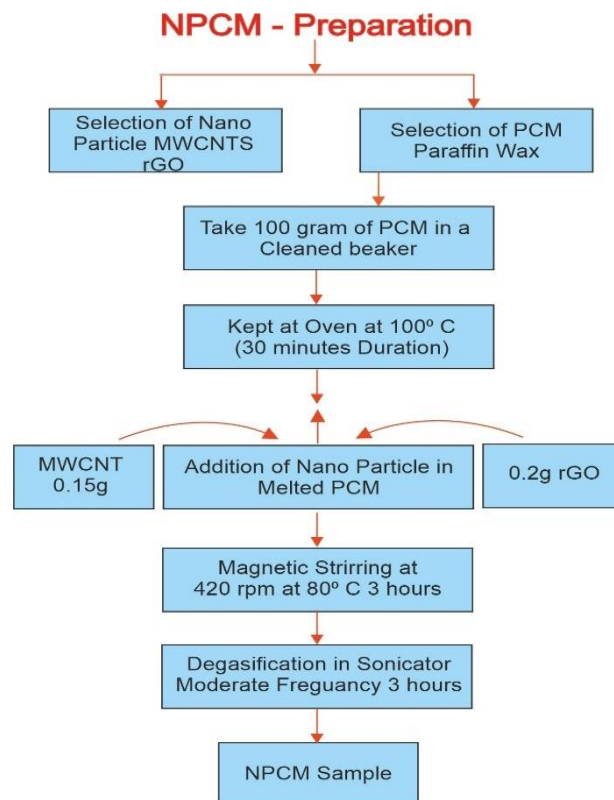 NPCM - Preparation
Selection of Nano
Particle MWCNTS
rGO
Selection of PCM
Paraffin Wax
Take 100 gram of PCM in a
Cleaned beaker
Kept at Oven at 100º C
(30 minutes Duration)
MWCNT
0.15g
Addition of Nano Particle in
Melted PCM
0.2g rGO
Magnetic Strirring at
420 rpm at 80º C 3 hours
Degasification in Sonicator
Moderate Freguancy 3 hours
NPCM Sample